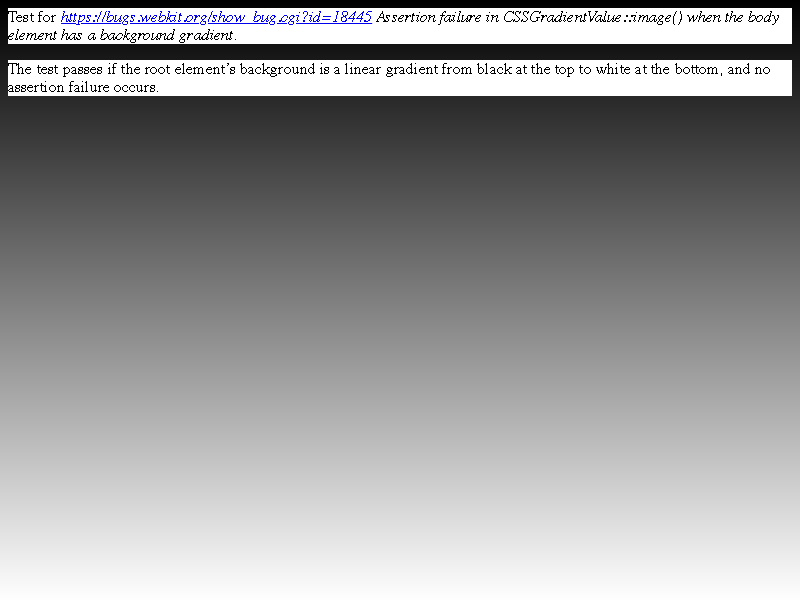 Test for https://bugs.webkit.org/show_bug.cgi?id=18445 Assertion failure in CSSGradientValue::image() when the body
element has a background gradient.
The test passes if the root element's background is a linear gradient from black at the top to white at the bottom, and no
assertion failure occurs.